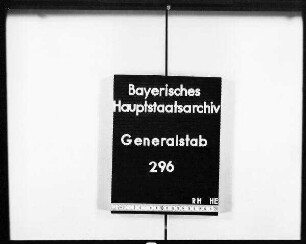 Bayerisches
Hauptstaatsarchiv
Generalstab
296
RH HE